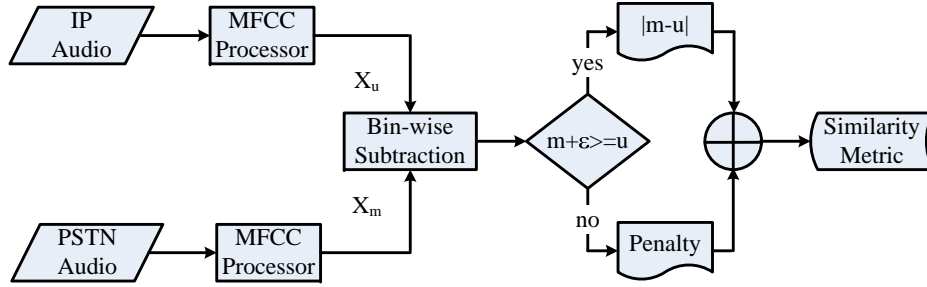 IP
Audio
MFCC
Processor
|m-u|
yes
X_u
Bin-wise
Subtraction
m+ε>=u
Similarity
Metric
X_m
no
PSTN
Audio
MFCC
Processor
Penalty